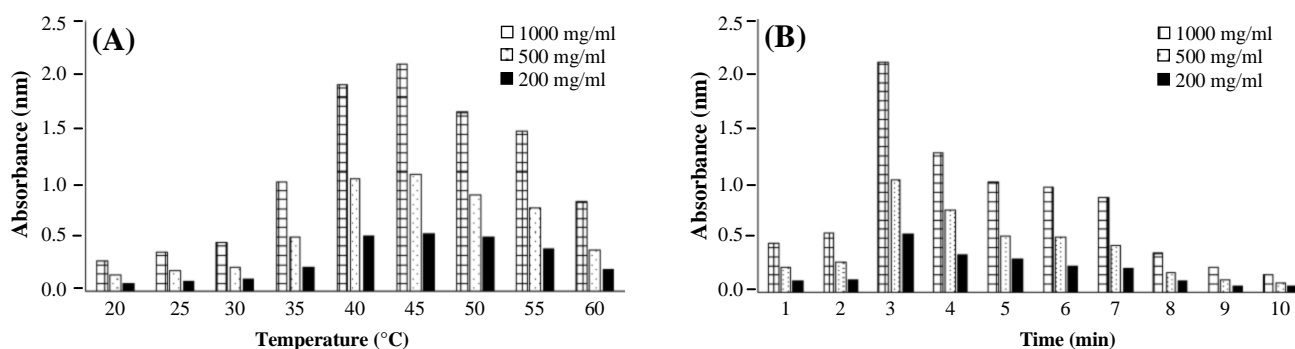 (A)
1000 mg/ml
500 mg/ml
200 mg/ml
Absorbance (nm)
2.5
2.0
1.5
1.0
0.5
0.0
20 25 30 35 40 45 50 55 60
Temperature (°C)
(B)
1000 mg/ml
500 mg/ml
200 mg/ml
Absorbance (nm)
2.5
2.0
1.5
1.0
0.5
0.0
1 2 3 4 5 6 7 8 9 10
Time (min)